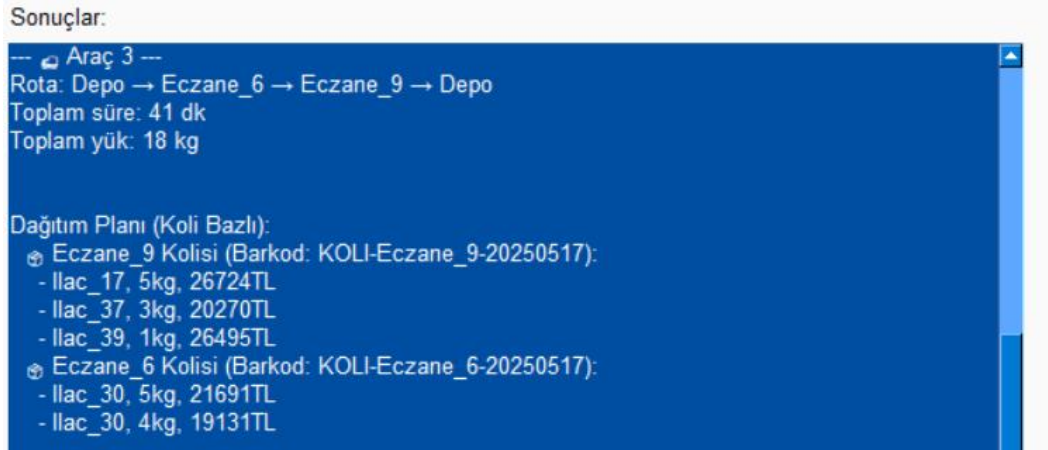 Sonuçlar:
--- 🚗 Araç 3 ---
Rota: Depo → Eczane_6 → Eczane_9 → Depo
Toplam süre: 41 dk
Toplam yük: 18 kg
Dağıtım Planı (Koli Bazlı):
📦 Eczane_9 Kolisi (Barkod: KOLI-Eczane_9-20250517):
- Ilac_17, 5kg, 26724TL
- Ilac_37, 3kg, 20270TL
- Ilac_39, 1kg, 26495TL
📦 Eczane_6 Kolisi (Barkod: KOLI-Eczane_6-20250517):
- Ilac_30, 5kg, 21691TL
- Ilac_30, 4kg, 19131TL